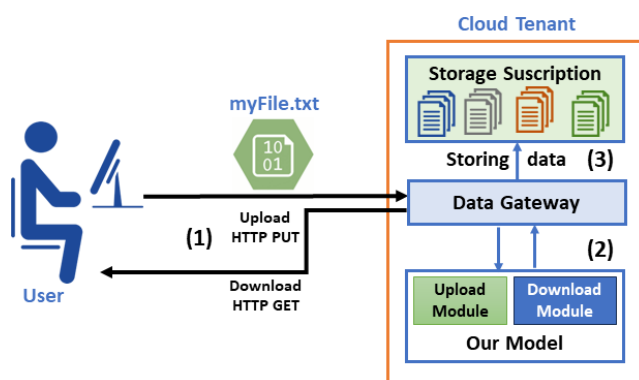 Cloud Tenant
Storage Suscription
myFile.txt
10
01
Storing data
(3)
Data Gateway
Upload
HTTP PUT
(1)
(2)
Download
HTTP GET
User
Upload
Module
Download
Module
Our Model